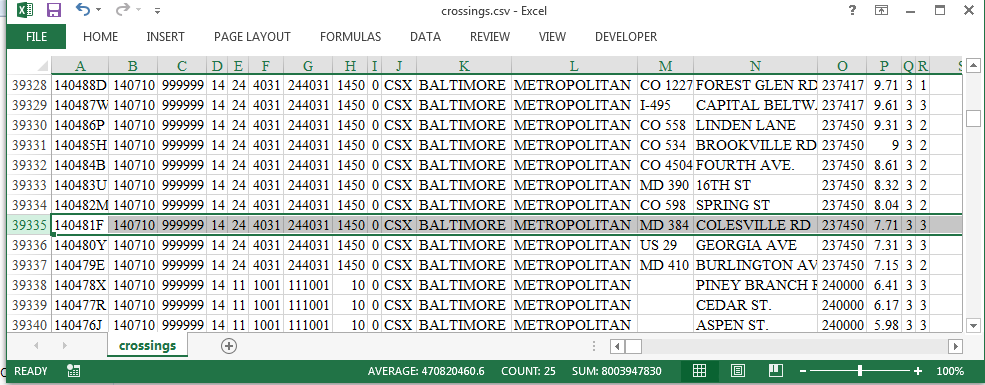 crossings.csv - Excel
FILE HOME INSERT PAGE LAYOUT FORMULAS DATA REVIEW VIEW DEVELOPER
A B C D E F G H I J K L M N O P Q R S
39328 140488D 140710 999999 14 24 4031 244031 1450 0 CSX BALTIMORE METROPOLITAN CO 1227 FOREST GLEN RD 237417 9.71 3 1
39329 140487W 140710 999999 14 24 4031 244031 1450 0 CSX BALTIMORE METROPOLITAN I-495 CAPITAL BELTW 237417 9.61 3 3
39330 140486P 140710 999999 14 24 4031 244031 1450 0 CSX BALTIMORE METROPOLITAN CO 558 LINDEN LANE 237450 9.31 3 2
39331 140485H 140710 999999 14 24 4031 244031 1450 0 CSX BALTIMORE METROPOLITAN CO 534 BROOKVILLE RD 237450 9 3 2
39332 140484B 140710 999999 14 24 4031 244031 1450 0 CSX BALTIMORE METROPOLITAN CO 4504 FOURTH AVE. 237450 8.61 3 2
39333 140483U 140710 999999 14 24 4031 244031 1450 0 CSX BALTIMORE METROPOLITAN MD 390 16TH ST 237450 8.32 3 2
39334 140482M 140710 999999 14 24 4031 244031 1450 0 CSX BALTIMORE METROPOLITAN CO 598 SPRING ST 237450 8.04 3 2
39335 140481F 140710 999999 14 24 4031 244031 1450 0 CSX BALTIMORE METROPOLITAN MD 384 COLESVILLE RD 237450 7.71 3 3
39336 140480Y 140710 999999 14 24 4031 244031 1450 0 CSX BALTIMORE METROPOLITAN US 29 GEORGIA AVE 237450 7.31 3 3
39337 140479E 140710 999999 14 24 4031 244031 1450 0 CSX BALTIMORE METROPOLITAN MD 410 BURLINGTON AV 237450 7.15 3 2
39338 140478X 140710 999999 14 11 1001 111001 10 0 CSX BALTIMORE METROPOLITAN PINEY BRANCH 240000 6.41 3 3
39339 140477R 140710 999999 14 11 1001 111001 10 0 CSX BALTIMORE METROPOLITAN CEDAR ST. 240000 6.17 3 3
39340 140476J 140710 999999 14 11 1001 111001 10 0 CSX BALTIMORE METROPOLITAN ASPEN ST. 240000 5.98 3 3
crossings
READY AVERAGE: 470820460.6 COUNT: 25 SUM: 8003947830 100%